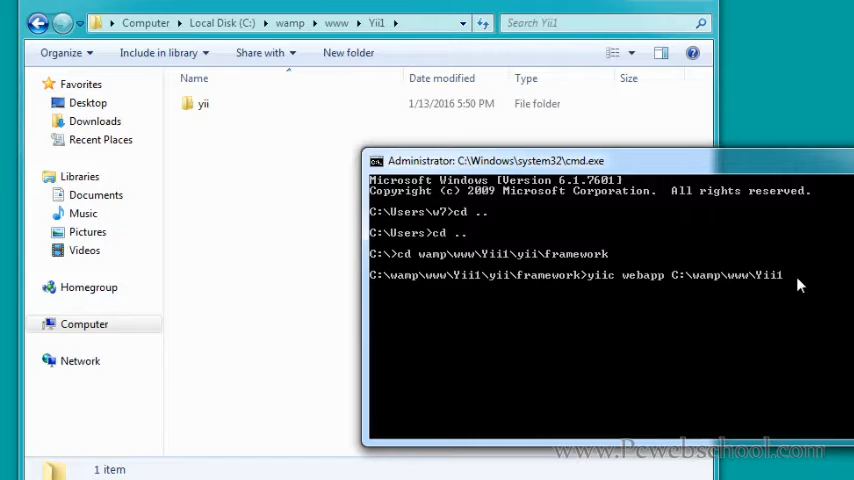 Computer Local Disk (C:) wamp www Yii1
Search Yii1
Organize Include in library Share with New folder
Favorites
Desktop
Downloads
Recent Places
Libraries
Documents
Music
Pictures
Videos
Homegroup
Computer
Network
Name Date modified Type Size
yii 1/13/2016 5:50 PM File folder
1 item
Administrator: C:\Windows\system32\cmd.exe
Microsoft Windows [Version 6.1.7601]
Copyright (c) 2009 Microsoft Corporation. All rights reserved.
C:\Users\w7>cd ..
C:\Users>cd ..
C:\>cd wamp\www\Yii1\yii\framework
C:\wamp\www\Yii1\yii\framework>yiic webapp C:\wamp\www\Yii1
www.Pcwebschool.com